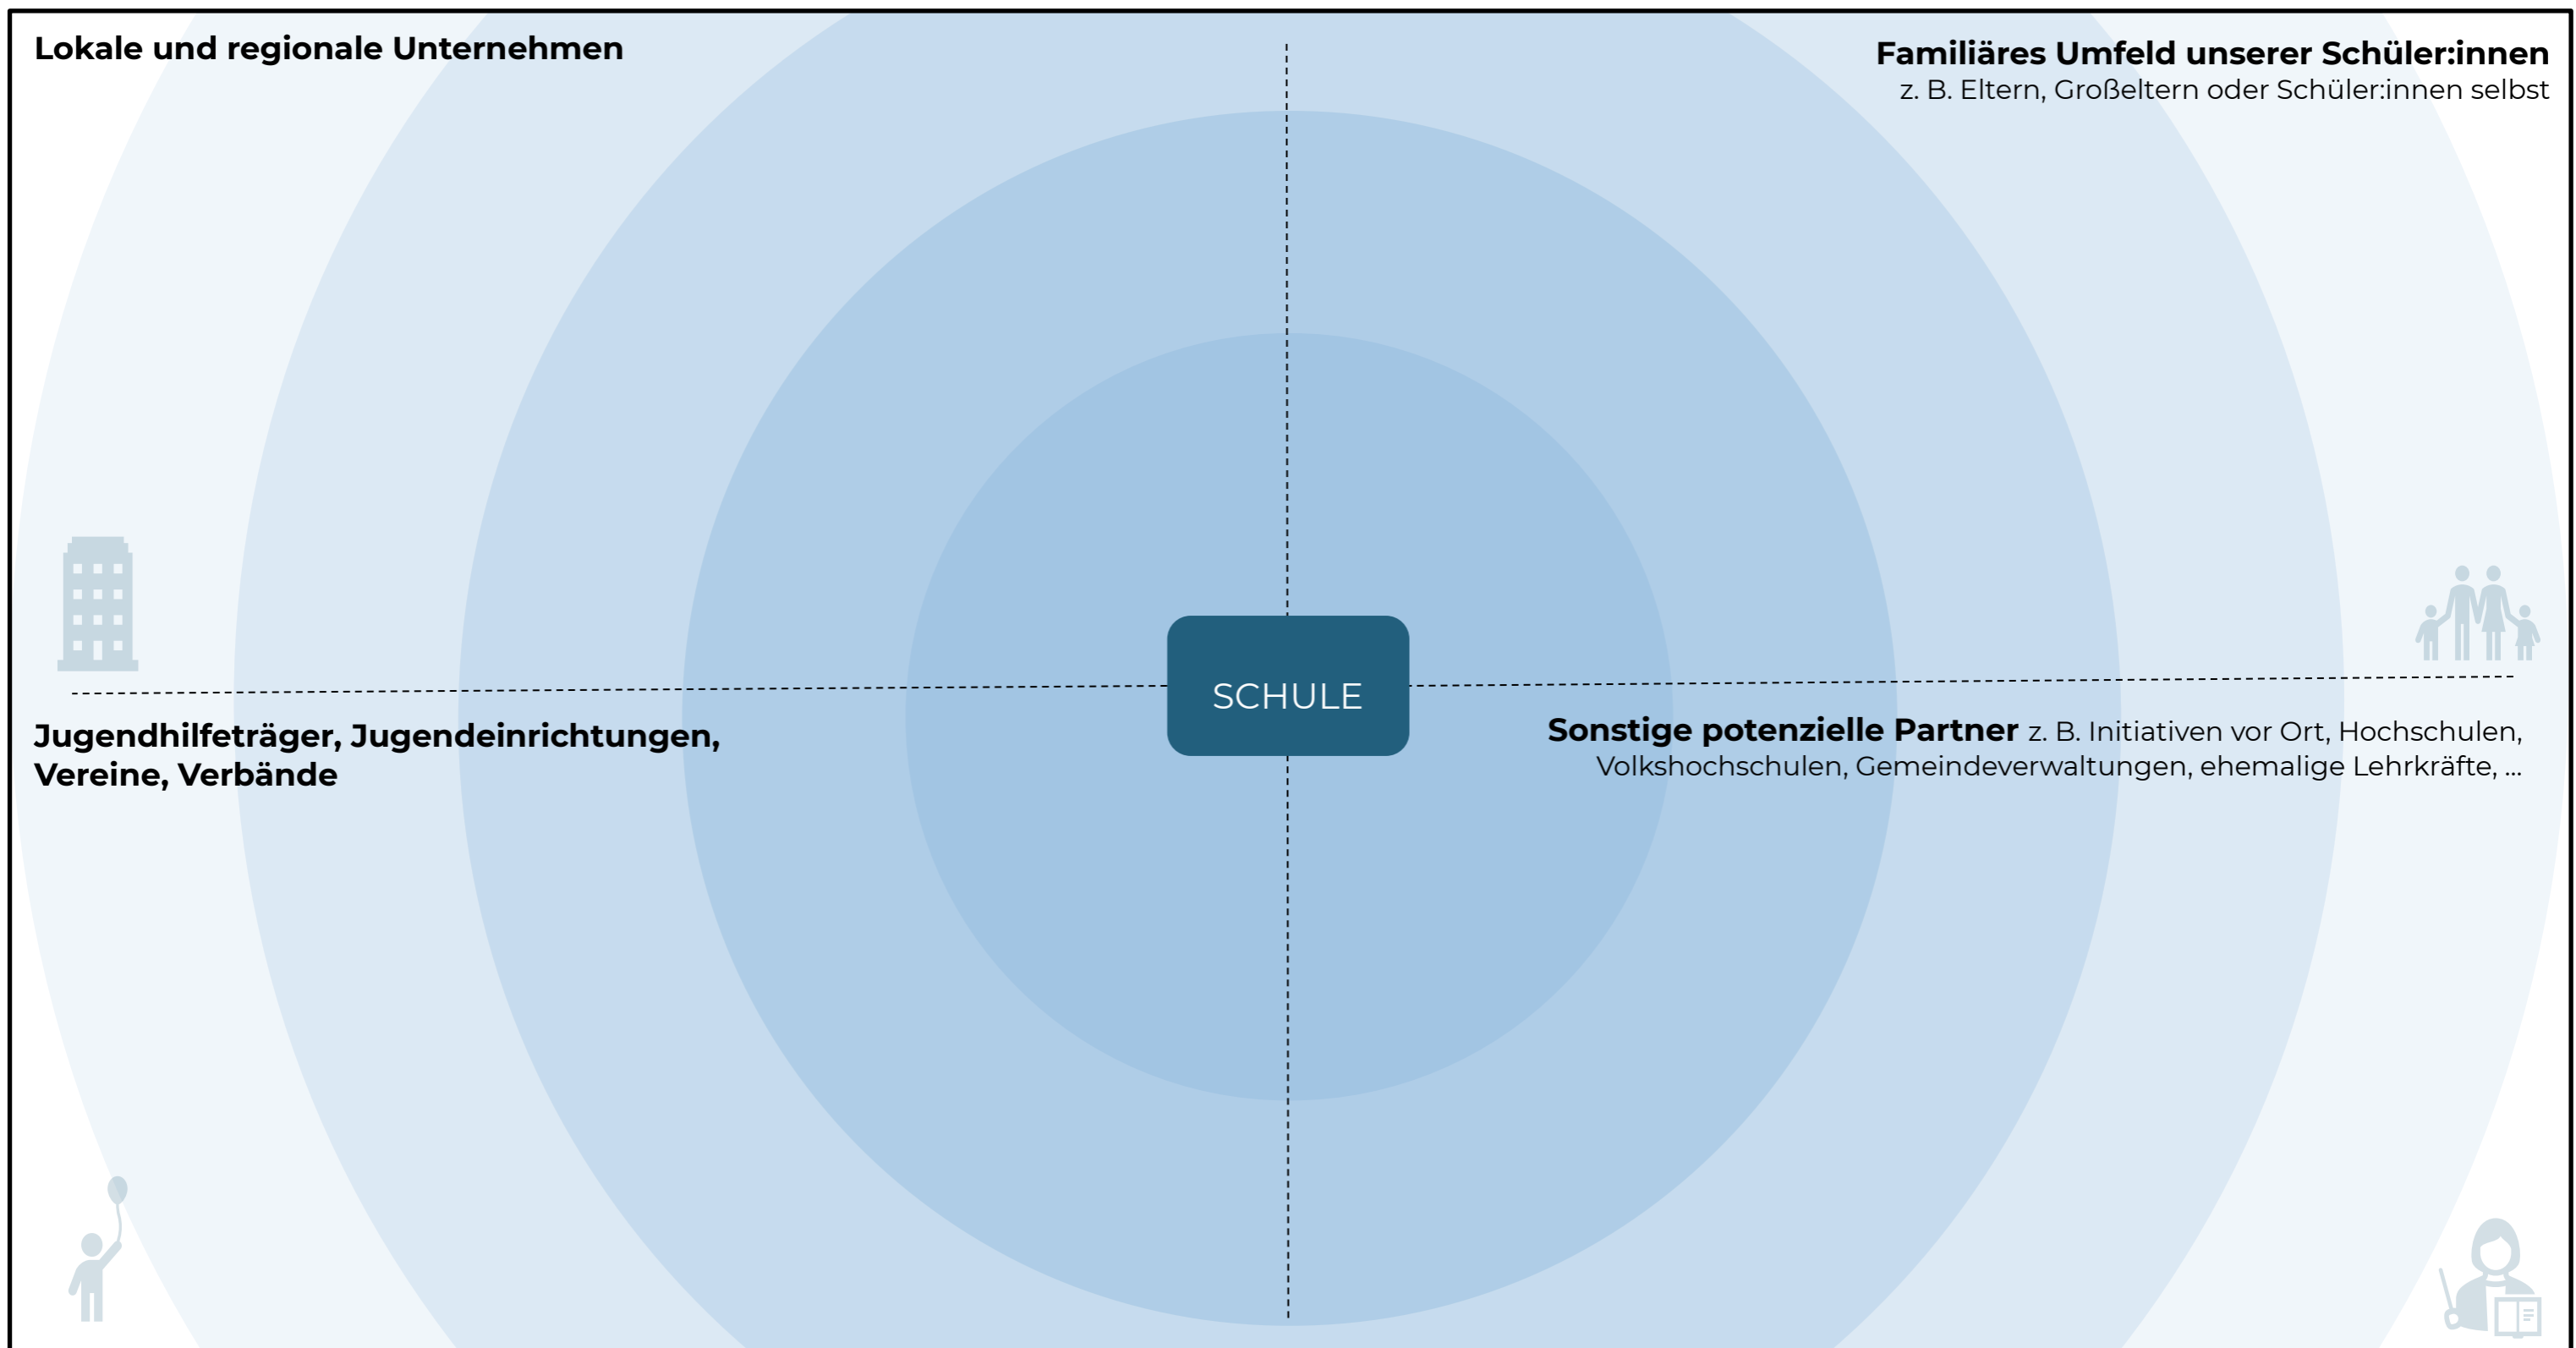 Lokale und regionale Unternehmen
Familiäres Umfeld unserer Schüler:innen
z. B. Eltern, Großeltern oder Schüler:innen selbst
SCHULE
Jugendhilfeträger, Jugendeinrichtungen,
Vereine, Verbände
Sonstige potenzielle Partner z. B. Initiativen vor Ort, Hochschulen,
Volkshochschulen, Gemeindeverwaltungen, ehemalige Lehrkräfte, ...